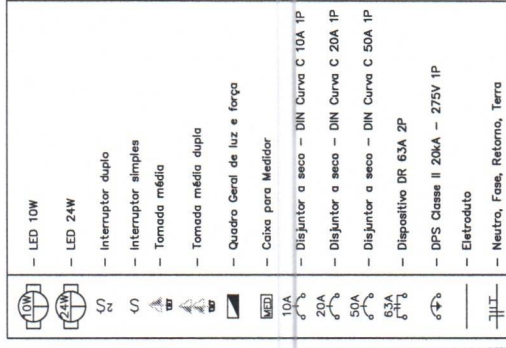 10W – LED 10W
24W – LED 24W
S2 – Interruptor duplo
S – Interruptor simples
– Tomada média
– Tomada média dupla
– Quadro Geral de luz e força
MED – Caixa para Medidor
10A – Disjuntor a seco – DIN Curva C 10A 1P
20A – Disjuntor a seco – DIN Curva C 20A 1P
50A – Disjuntor a seco – DIN Curva C 50A 1P
63A – Dispositivo DR 63A 2P
– DPS Classe II 20kA – 275V 1P
– Eletroduto
– Neutro, Fase, Retorno, Terra